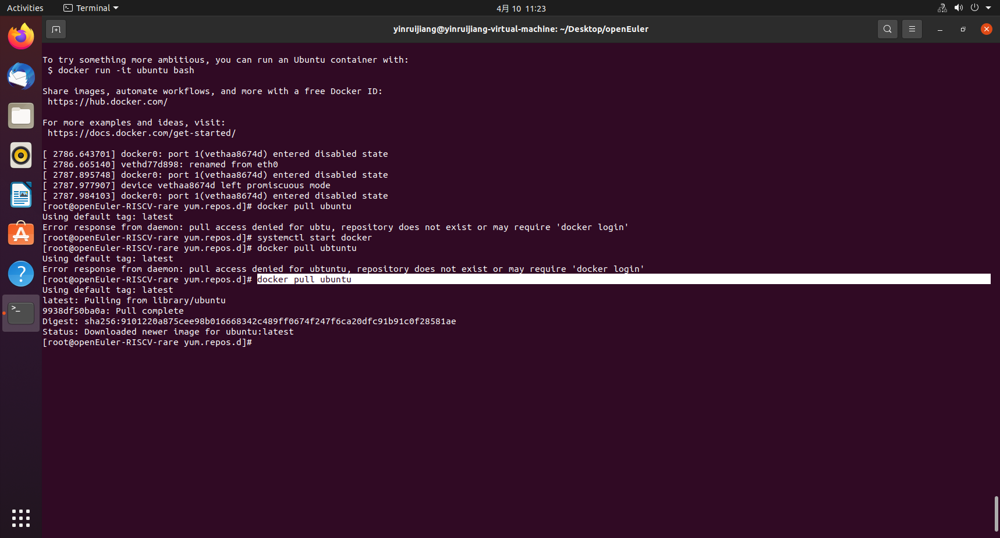 Activities
Terminal
4月 10 11:23
yinruijiang@yinruijiang-virtual-machine: ~/Desktop/openEuler
To try something more ambitious, you can run an Ubuntu container with:
$ docker run -it ubuntu bash
Share images, automate workflows, and more with a free Docker ID:
https://hub.docker.com/
For more examples and ideas, visit:
https://docs.docker.com/get-started/
[ 2786.643701] docker0: port 1(vethaa8674d) entered disabled state
[ 2786.665140] vethd77d898: renamed from eth0
[ 2787.895748] docker0: port 1(vethaa8674d) entered disabled state
[ 2787.977907] device vethaa8674d left promiscuous mode
[ 2787.984103] docker0: port 1(vethaa8674d) entered disabled state
[root@openEuler-RISCV-rare yum.repos.d]# docker pull ubuntu
Using default tag: latest
Error response from daemon: pull access denied for ubtu, repository does not exist or may require 'docker login'
[root@openEuler-RISCV-rare yum.repos.d]# systemctl start docker
[root@openEuler-RISCV-rare yum.repos.d]# docker pull ubtuntu
Using default tag: latest
Error response from daemon: pull access denied for ubtuntu, repository does not exist or may require 'docker login'
[root@openEuler-RISCV-rare yum.repos.d]# docker pull ubuntu
Using default tag: latest
latest: Pulling from library/ubuntu
9938df50ba0a: Pull complete
Digest: sha256:9101220a875cee98b016668342c489ff0674f247f6ca20dfc91b91c0f28581ae
Status: Downloaded newer image for ubuntu:latest
[root@openEuler-RISCV-rare yum.repos.d]#